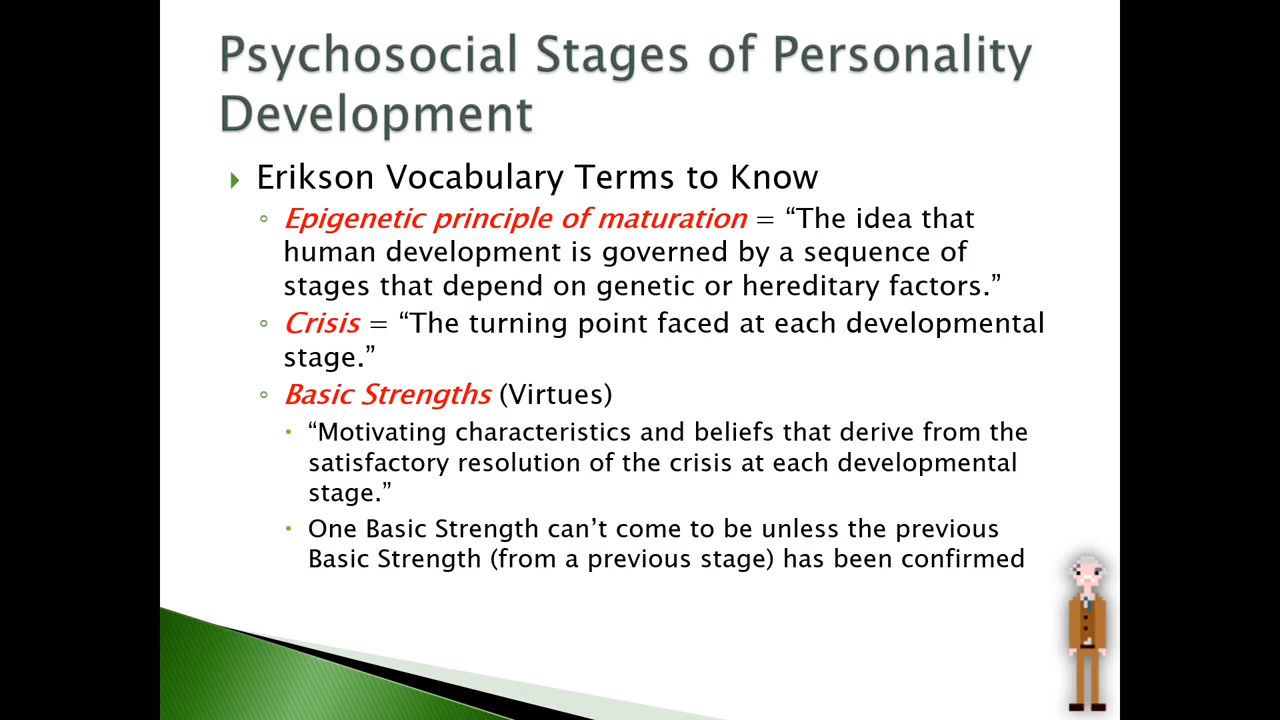 Psychosocial Stages of Personality
Development
Erikson Vocabulary Terms to Know
Epigenetic principle of maturation = “The idea that
human development is governed by a sequence of
stages that depend on genetic or hereditary factors.”
Crisis = “The turning point faced at each developmental
stage.”
Basic Strengths (Virtues)
“Motivating characteristics and beliefs that derive from the
satisfactory resolution of the crisis at each developmental
stage.”
One Basic Strength can’t come to be unless the previous
Basic Strength (from a previous stage) has been confirmed